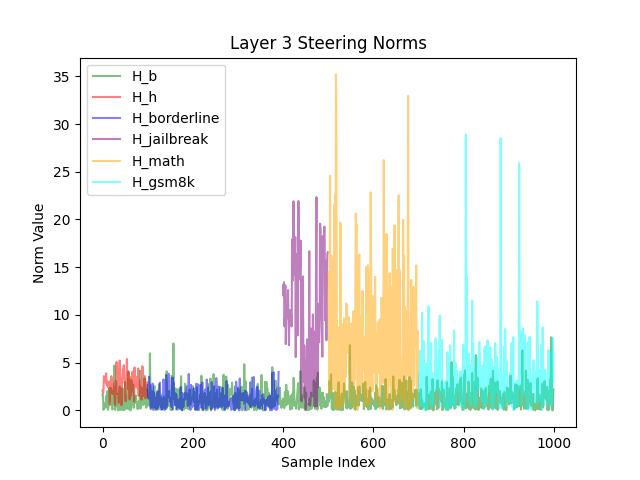 Layer 3 Steering Norms
H_b
H_h
H_borderline
H_jailbreak
H_math
H_gsm8k
Norm Value
35
30
25
20
15
10
5
0
0 200 400 600 800 1000
Sample Index